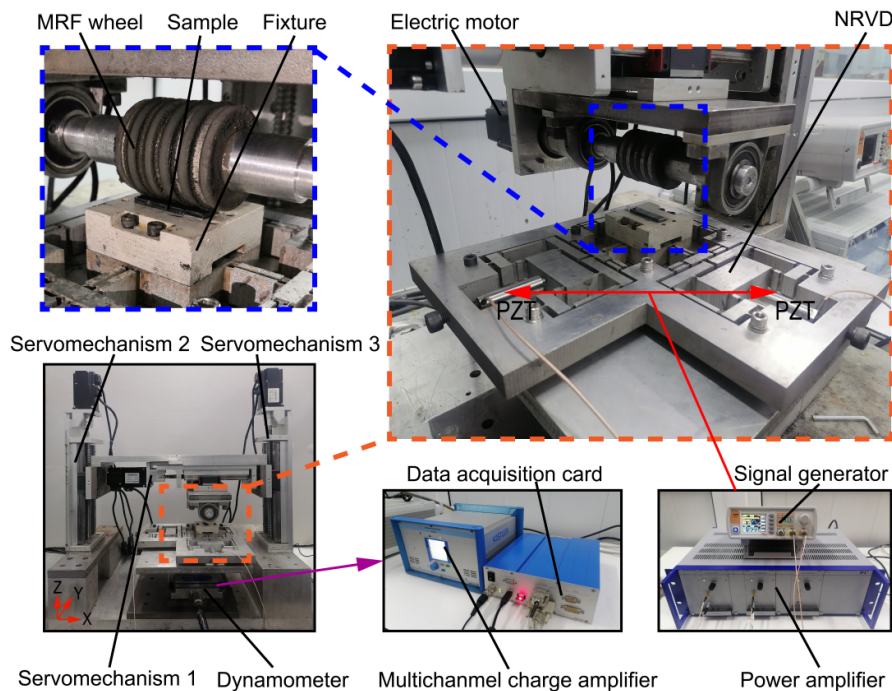 MRF wheel Sample Fixture
Electric motor
NRVD
PZT
PZT
Servomechanism 2 Servomechanism 3
Data acquisition card
Signal generator
Z
Y
X
Servomechanism 1
Dynamometer
Multichannel charge amplifier
Power amplifier